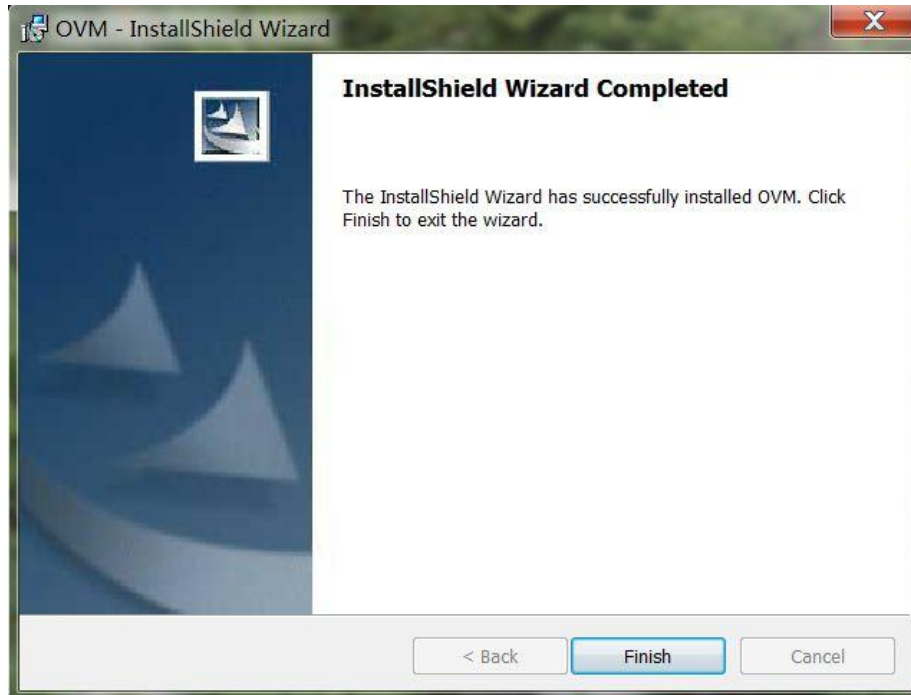 OVM - InstallShield Wizard
InstallShield Wizard Completed
The InstallShield Wizard has successfully installed OVM. Click
Finish to exit the wizard.
< Back
Finish
Cancel